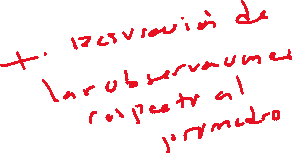 +. Desviación de
las observaciones
respecto al
promedio